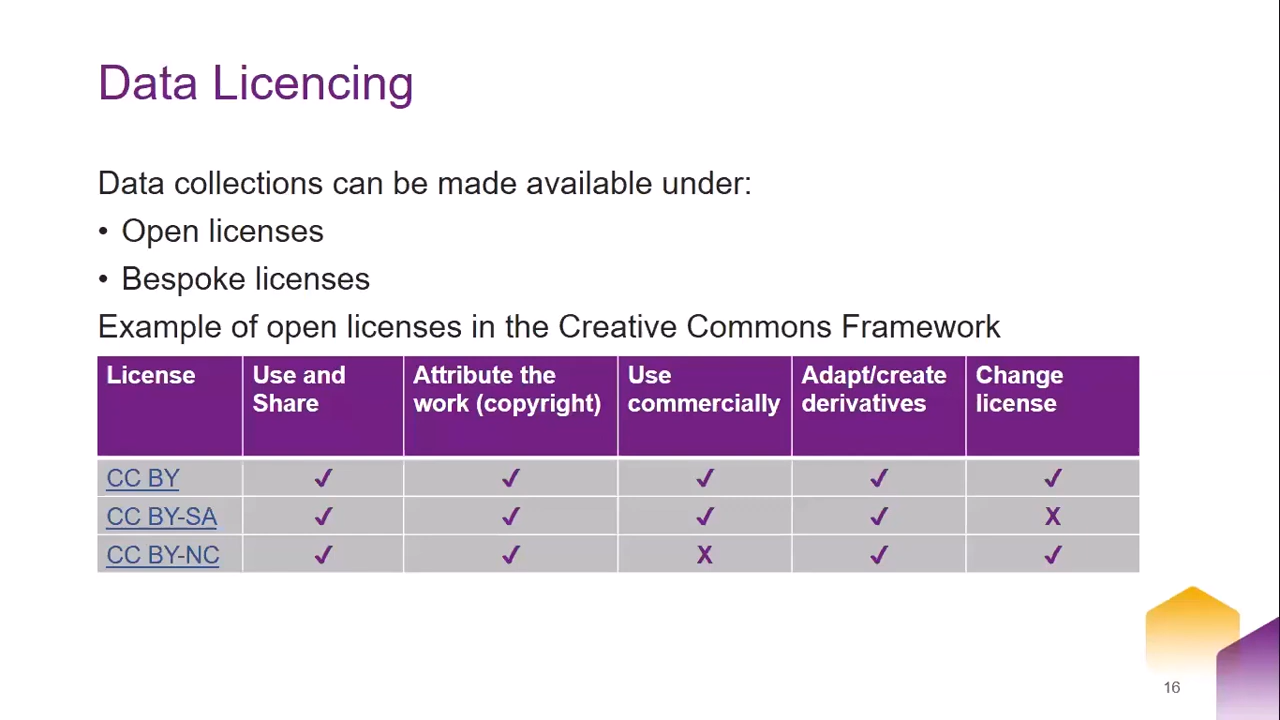 Data Licencing
Data collections can be made available under:
• Open licenses
• Bespoke licenses
Example of open licenses in the Creative Commons Framework
License Use and Share Attribute the work (copyright) Use commercially Adapt/create derivatives Change license
CC BY ✓ ✓ ✓ ✓ ✓
CC BY-SA ✓ ✓ ✓ ✓ X
CC BY-NC ✓ ✓ X ✓ ✓
16